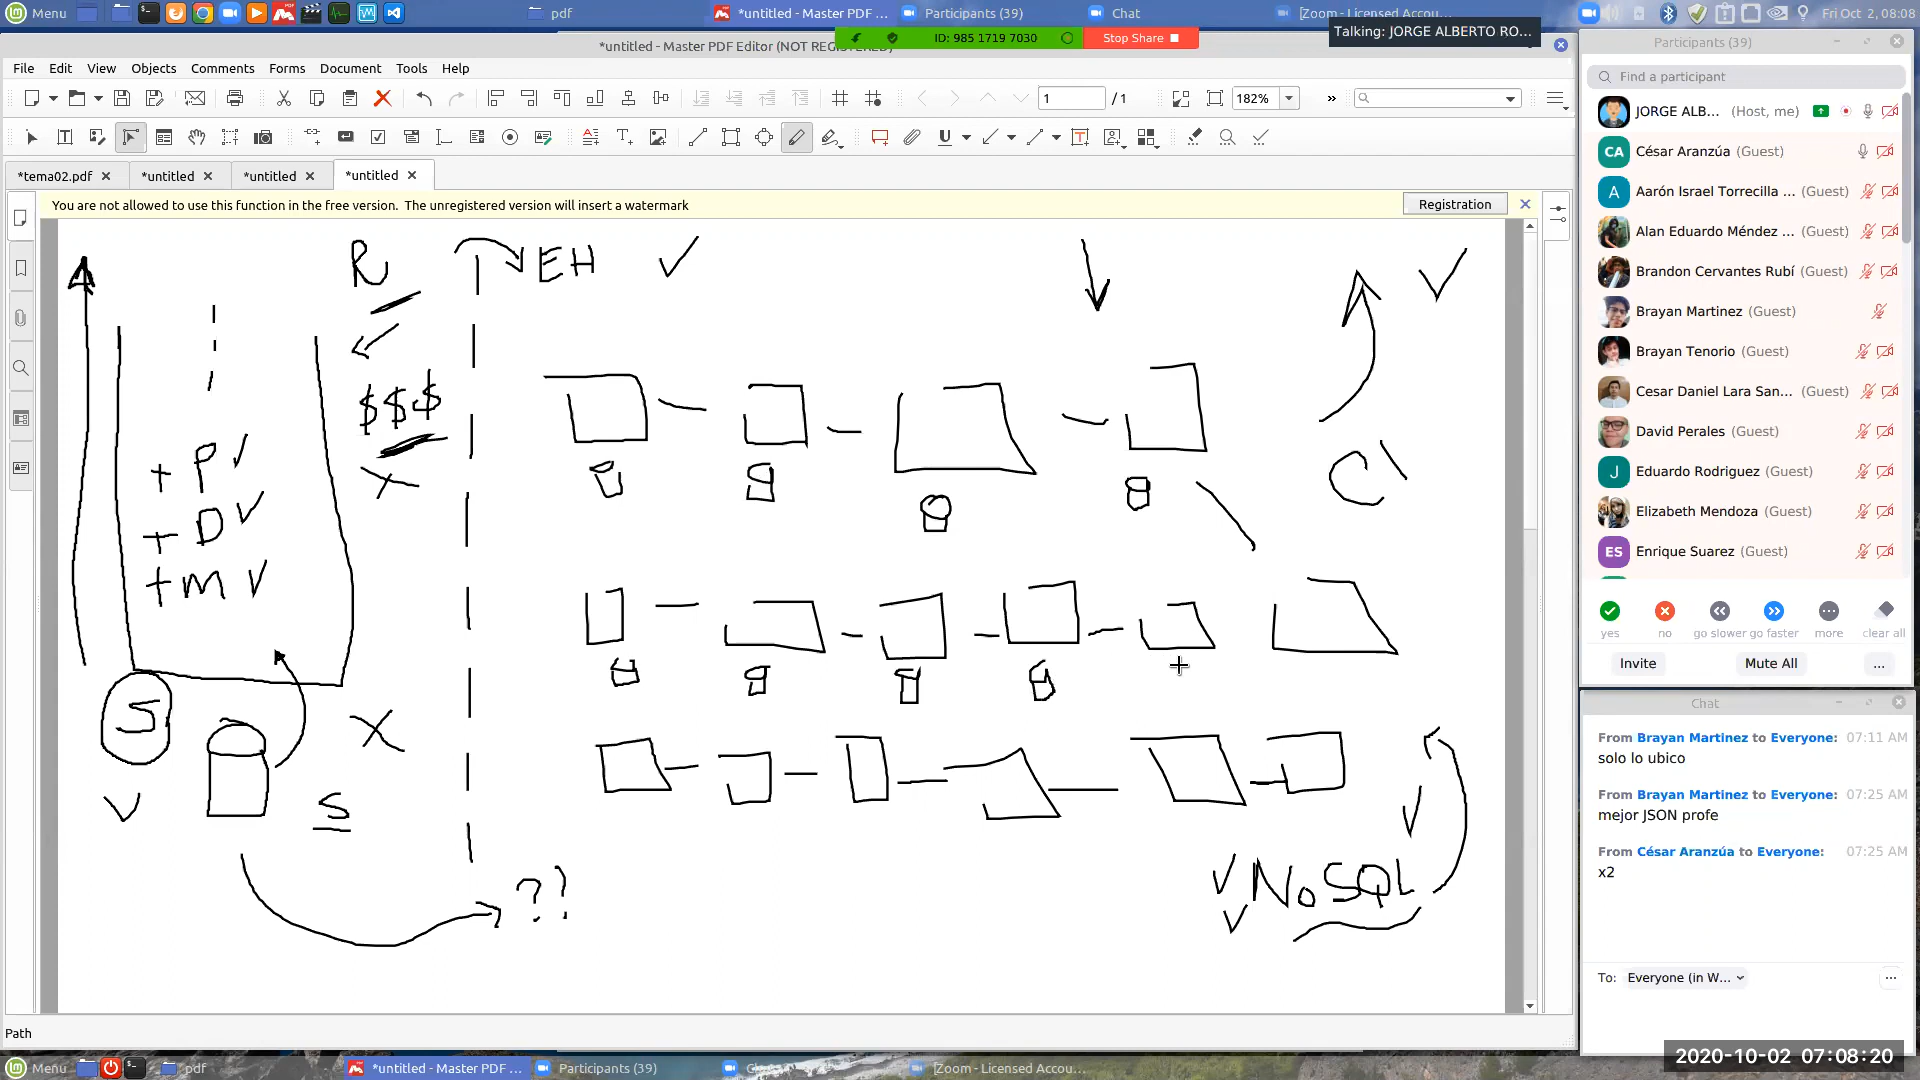 Menu
pdf
*untitled - Master PDF ...
Participants (39)
Chat
[Zoom - Licensed Accou...
Fri Oct 2, 08:08
*untitled - Master PDF Editor (NOT REGISTERED)
ID: 985 1719 7030
Stop Share
Talking: JORGE ALBERTO RO...
File Edit View Objects Comments Forms Document Tools Help
1 / 1
182%
*tema02.pdf
*untitled
*untitled
*untitled
You are not allowed to use this function in the free version. The unregistered version will insert a watermark
Registration
R
EH
$$$
+ P
+ D
+ M
S
S
??
C
NoSQL
Path
Participants (39)
Find a participant
JORGE ALB... (Host, me)
CA César Aranzúa (Guest)
A Aarón Israel Torrecilla ... (Guest)
Alan Eduardo Méndez ... (Guest)
Brandon Cervantes Rubí (Guest)
Brayan Martinez (Guest)
Brayan Tenorio (Guest)
Cesar Daniel Lara San... (Guest)
David Perales (Guest)
J Eduardo Rodriguez (Guest)
Elizabeth Mendoza (Guest)
ES Enrique Suarez (Guest)
yes no go slower go faster more clear all
Invite Mute All ...
Chat
From Brayan Martinez to Everyone: 07:11 AM
solo lo ubico
From Brayan Martinez to Everyone: 07:25 AM
mejor JSON profe
From César Aranzúa to Everyone: 07:25 AM
x2
To: Everyone (in W...
Menu
pdf
*untitled - Master PDF ...
Participants (39)
[Zoom - Licensed Accou...
2020-10-02 07:08:20